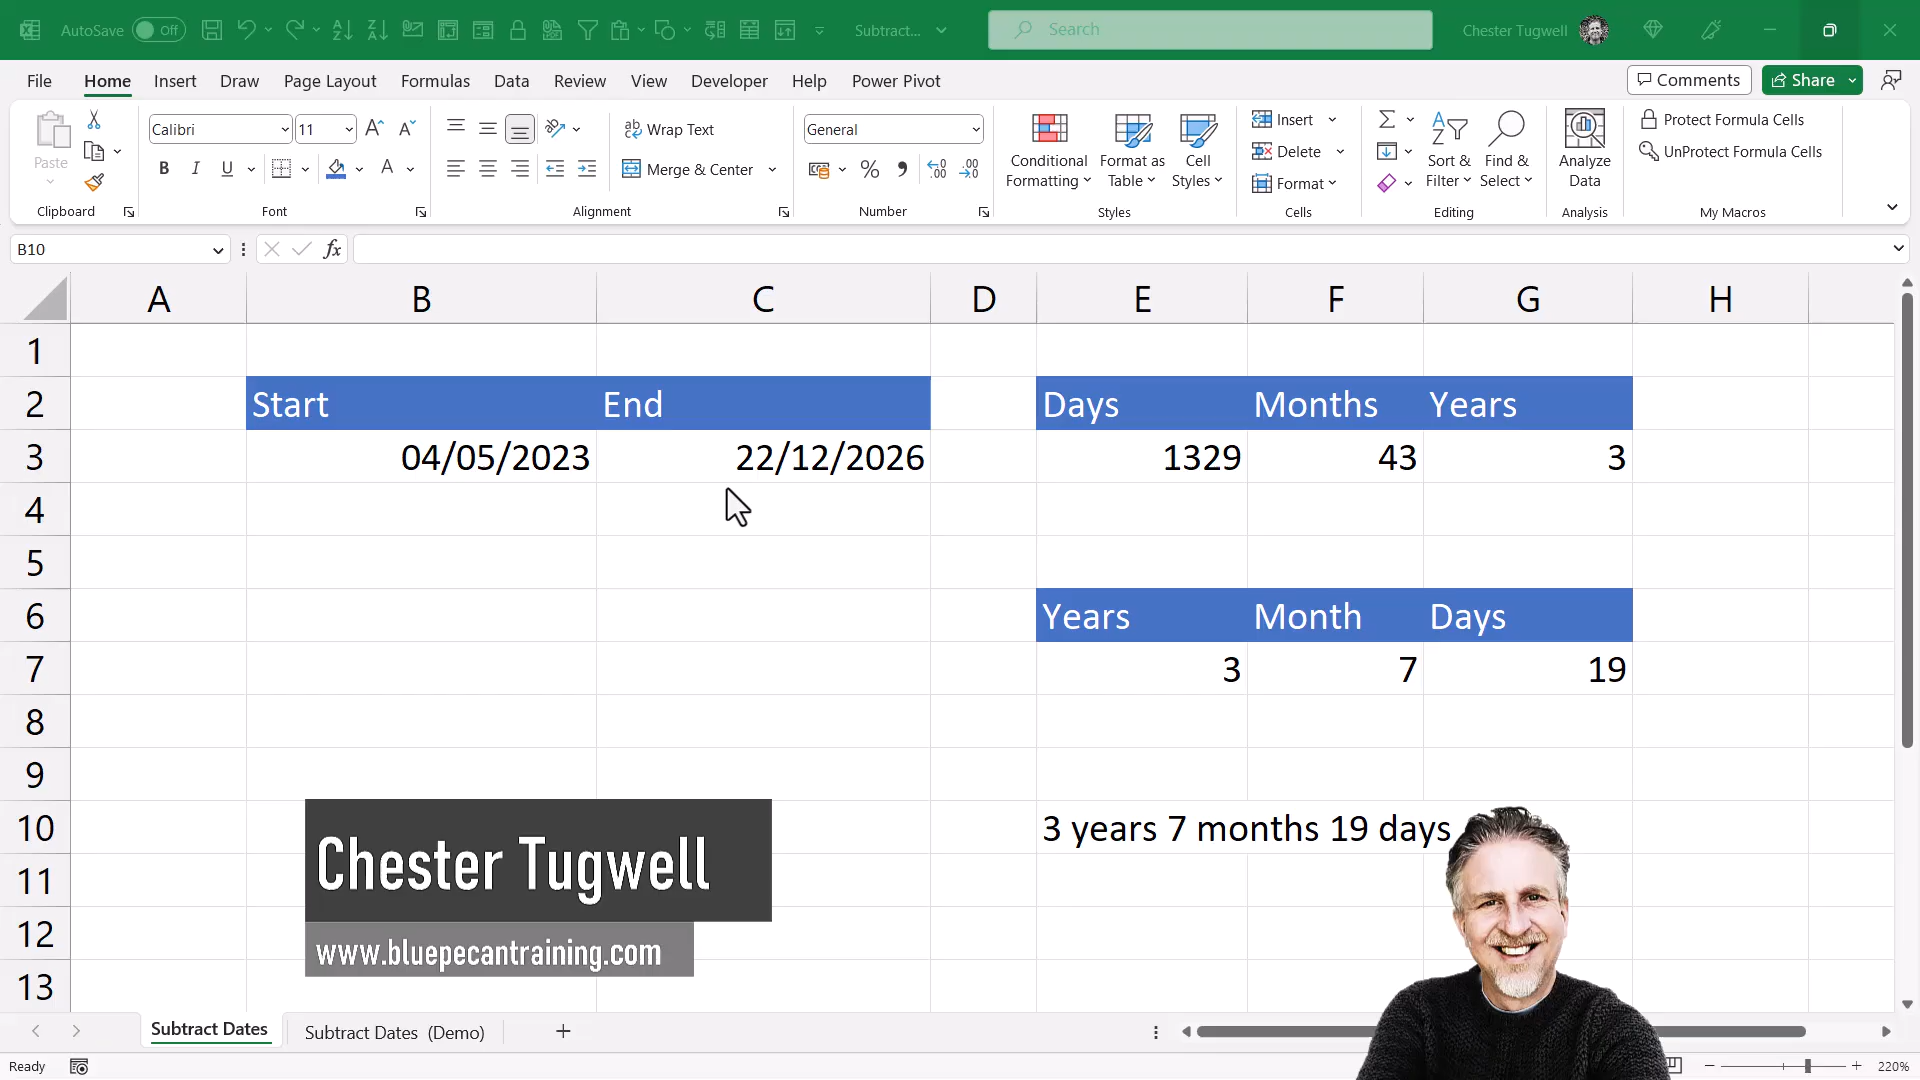 AutoSave Off Subtract... Search Chester Tugwell
File Home Insert Draw Page Layout Formulas Data Review View Developer Help Power Pivot Comments Share
Paste Calibri 11 Wrap Text General Conditional Formatting Format as Table Cell Styles Insert Sort & Filter Find & Select Analyze Data Protect Formula Cells
B I U A Merge & Center % Delete UnProtect Formula Cells
Format
Clipboard Font Alignment Number Styles Cells Editing Analysis My Macros
B10 fx
A B C D E F G H
1
2 Start End Days Months Years
3 04/05/2023 22/12/2026 1329 43 3
4
5
6 Years Month Days
7 3 7 19
8
9
10 3 years 7 months 19 days
Chester Tugwell
11
12
www.bluepecantraining.com
13
Subtract Dates Subtract Dates (Demo)
Ready 220%